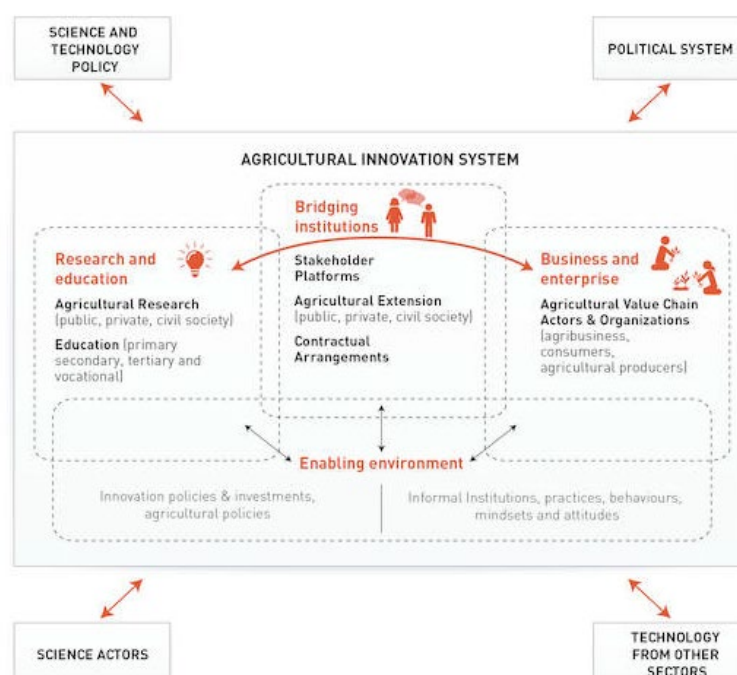 SCIENCE AND
TECHNOLOGY
POLICY
POLITICAL SYSTEM
AGRICULTURAL INNOVATION SYSTEM
Bridging
institutions
Stakeholder
Platforms
Agricultural Extension
(public, private, civil society)
Contractual
Arrangements
Research and
education
Agricultural Research
(public, private, civil society)
Education (primary
secondary, tertiary and
vocational)
Business and
enterprise
Agricultural Value Chain
Actors & Organizations
(agribusiness,
consumers,
agricultural producers)
Enabling environment
Innovation policies & investments,
agricultural policies
Informal Institutions, practices, behaviours,
mindsets and attitudes
SCIENCE ACTORS
TECHNOLOGY
FROM OTHER
SECTORS